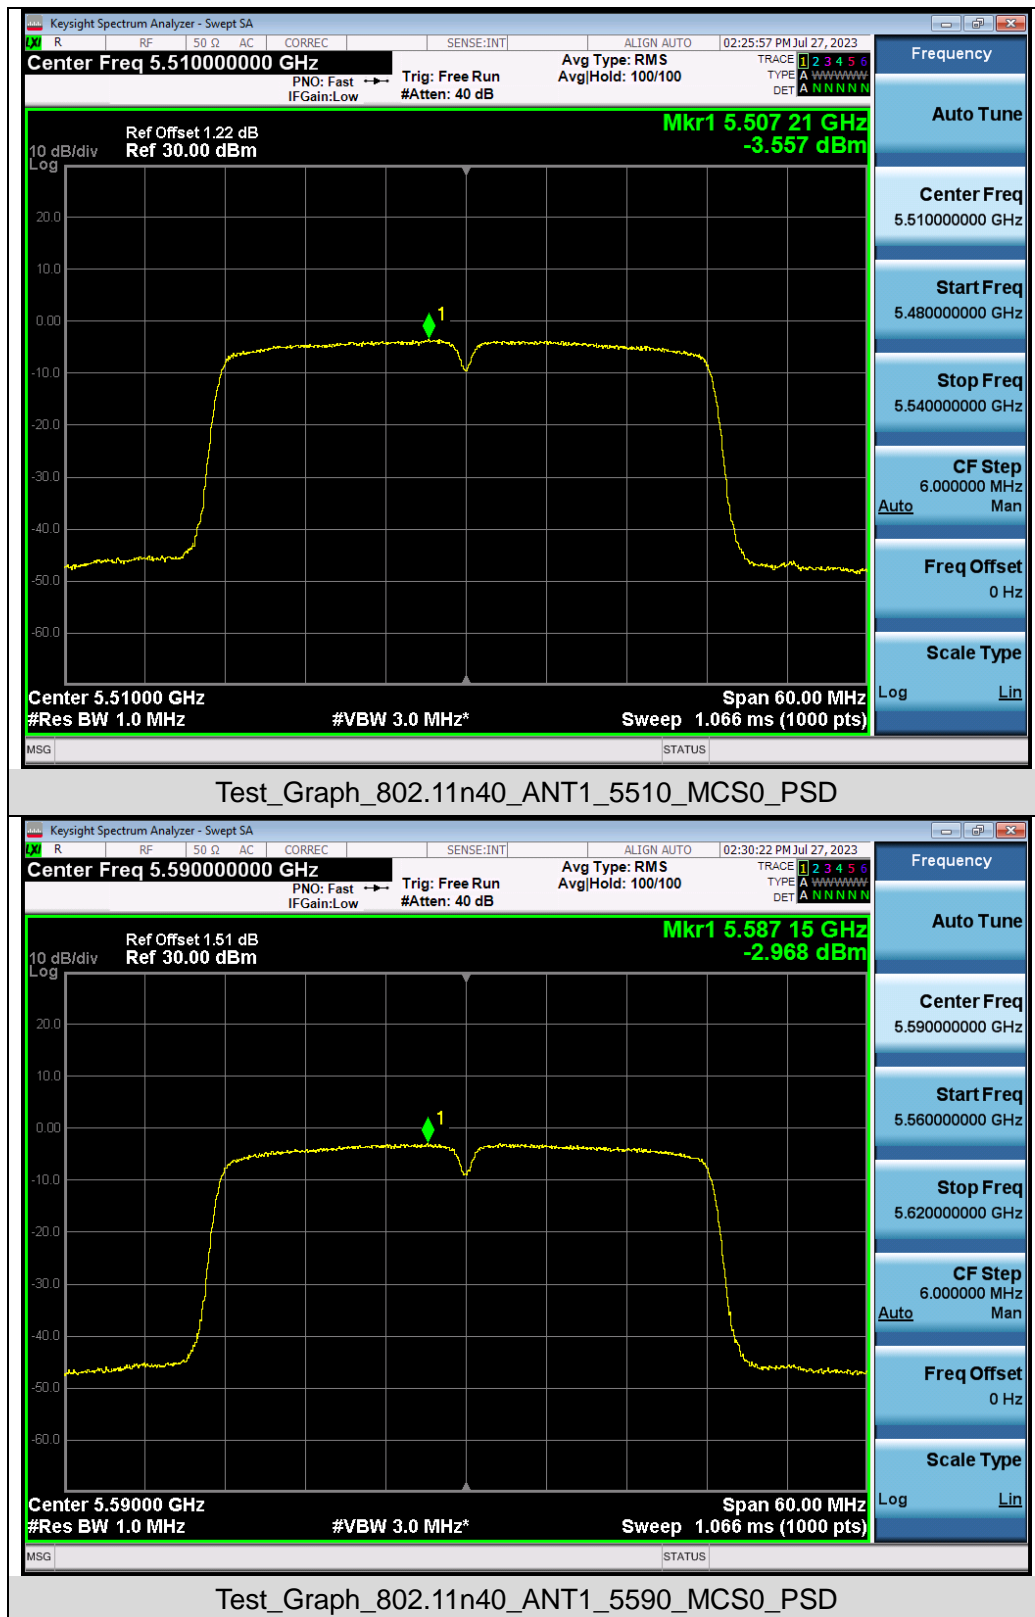 Keysight Spectrum Analyzer - Swept SA
LXI R RF 50 Ω AC CORREC SENSE:INT ALIGN AUTO 02:25:57 PM Jul 27, 2023
Center Freq 5.510000000 GHz
PNO: Fast
IFGain:Low
Trig: Free Run
#Atten: 40 dB
Avg Type: RMS
Avg|Hold: 100/100
TRACE 1 2 3 4 5 6
TYPE A WWWWW
DET A N N N N N
Ref Offset 1.22 dB
Ref 30.00 dBm
Mkr1 5.507 21 GHz
-3.557 dBm
10 dB/div
Log
20.0
10.0
0.00
-10.0
-20.0
-30.0
-40.0
-50.0
-60.0
1
Center 5.51000 GHz
Span 60.00 MHz
#Res BW 1.0 MHz
#VBW 3.0 MHz*
Sweep 1.066 ms (1000 pts)
MSG
STATUS
Frequency
Auto Tune
Center Freq
5.510000000 GHz
Start Freq
5.480000000 GHz
Stop Freq
5.540000000 GHz
CF Step
6.000000 MHz
Auto Man
Freq Offset
0 Hz
Scale Type
Log Lin
Test_Graph_802.11n40_ANT1_5510_MCS0_PSD
Keysight Spectrum Analyzer - Swept SA
LXI R RF 50 Ω AC CORREC SENSE:INT ALIGN AUTO 02:30:22 PM Jul 27, 2023
Center Freq 5.590000000 GHz
PNO: Fast
IFGain:Low
Trig: Free Run
#Atten: 40 dB
Avg Type: RMS
Avg|Hold: 100/100
TRACE 1 2 3 4 5 6
TYPE A WWWWW
DET A N N N N N
Ref Offset 1.51 dB
Ref 30.00 dBm
Mkr1 5.587 15 GHz
-2.968 dBm
10 dB/div
Log
20.0
10.0
0.00
-10.0
-20.0
-30.0
-40.0
-50.0
-60.0
1
Center 5.59000 GHz
Span 60.00 MHz
#Res BW 1.0 MHz
#VBW 3.0 MHz*
Sweep 1.066 ms (1000 pts)
MSG
STATUS
Frequency
Auto Tune
Center Freq
5.590000000 GHz
Start Freq
5.560000000 GHz
Stop Freq
5.620000000 GHz
CF Step
6.000000 MHz
Auto Man
Freq Offset
0 Hz
Scale Type
Log Lin
Test_Graph_802.11n40_ANT1_5590_MCS0_PSD